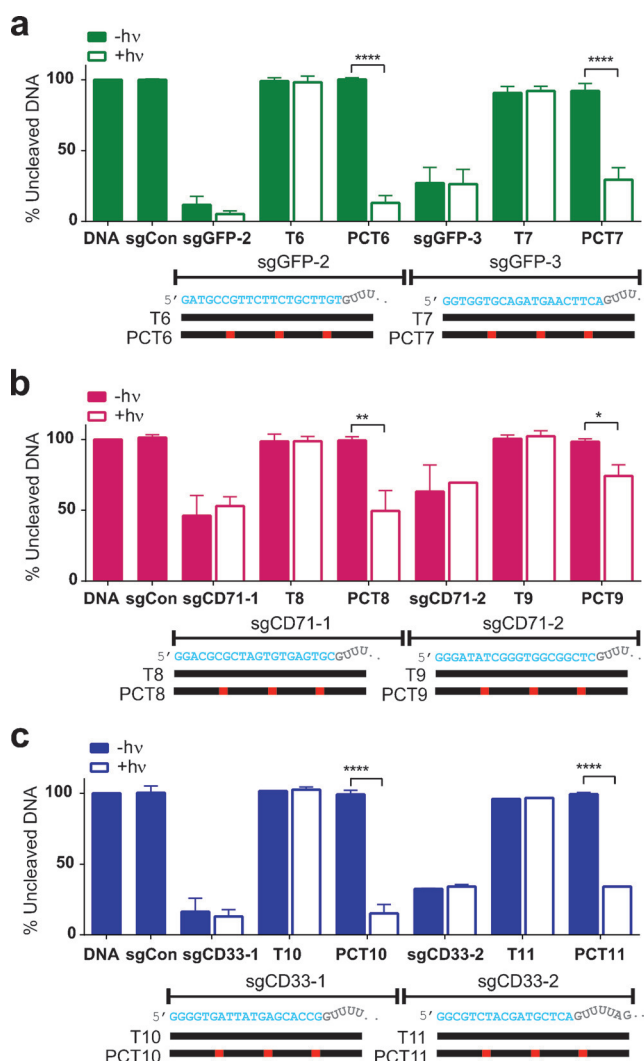 a
-hν
+hν
****
****
100
50
0
% Uncleaved DNA
DNA sgCon sgGFP-2 T6 PCT6 sgGFP-3 T7 PCT7
sgGFP-2 sgGFP-3
5' GATGCCGTTCTTCTGCTTGTGUUU.. 5' GGTGGTGCAGATGAACTTCAGUUU..
T6 T7
PCT6 PCT7
b
-hν
+hν
**
*
100
50
0
% Uncleaved DNA
DNA sgCon sgCD71-1 T8 PCT8 sgCD71-2 T9 PCT9
sgCD71-1 sgCD71-2
5' GGACGCGCTAGTGTGAGTGCGUUU.. 5' GGGATATCGGGTGGCGGCTCGUUU..
T8 T9
PCT8 PCT9
c
-hν
+hν
****
****
100
50
0
% Uncleaved DNA
DNA sgCon sgCD33-1 T10 PCT10 sgCD33-2 T11 PCT11
sgCD33-1 sgCD33-2
5' GGGGTGATTATGAGCACCGGUUUU.. 5' GGCGTCTACGATGCTCAGUUUUAG..
T10 T11
PCT10 PCT11